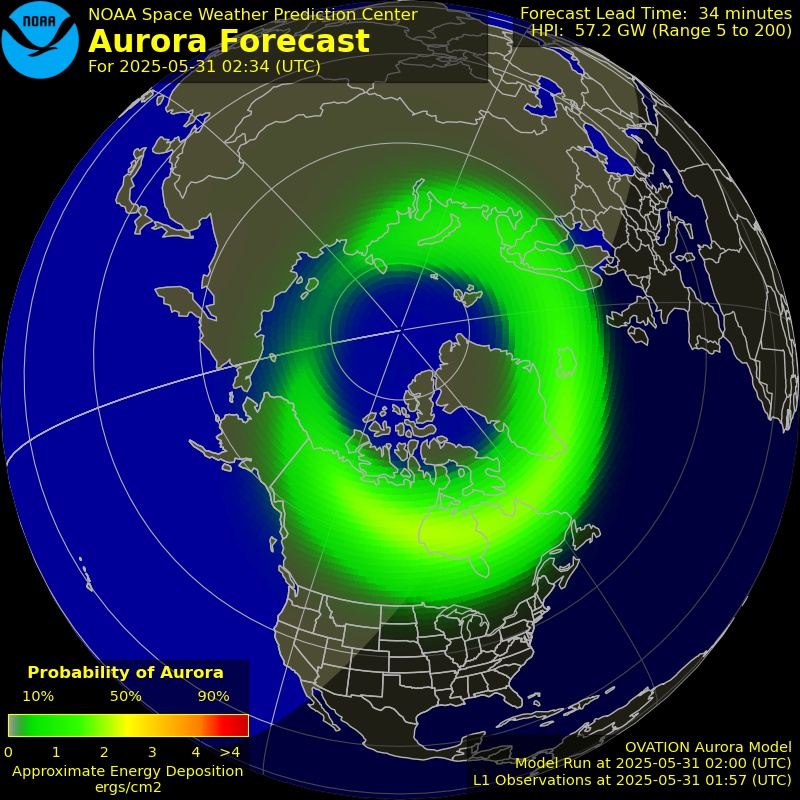 NOAA
NOAA Space Weather Prediction Center
Aurora Forecast
For 2025-05-31 02:34 (UTC)
Forecast Lead Time: 34 minutes
HPI: 57.2 GW (Range 5 to 200)
Probability of Aurora
10% 50% 90%
0 1 2 3 4 >4
Approximate Energy Deposition
ergs/cm2
OVATION Aurora Model
Model Run at 2025-05-31 02:00 (UTC)
L1 Observations at 2025-05-31 01:57 (UTC)